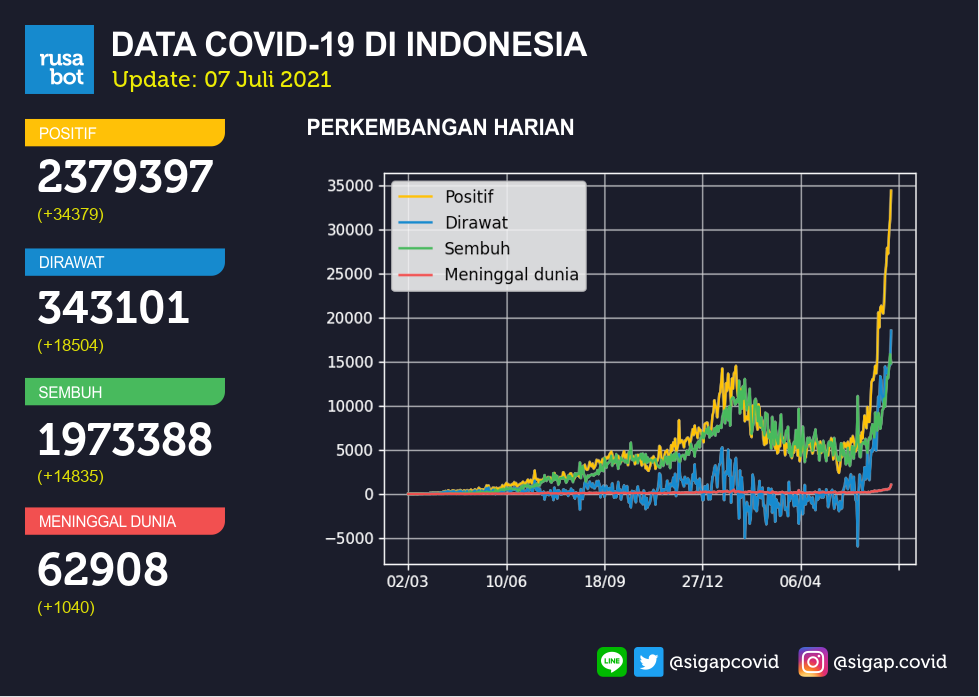 rusa
bot
DATA COVID-19 DI INDONESIA
Update: 07 Juli 2021
POSITIF
2379397
(+34379)
DIRAWAT
343101
(+18504)
SEMBUH
1973388
(+14835)
MENINGGAL DUNIA
62908
(+1040)
PERKEMBANGAN HARIAN
Positif
Dirawat
Sembuh
Meninggal dunia
35000
30000
25000
20000
15000
10000
5000
0
−5000
02/03 10/06 18/09 27/12 06/04
LINE @sigapcovid @sigap.covid